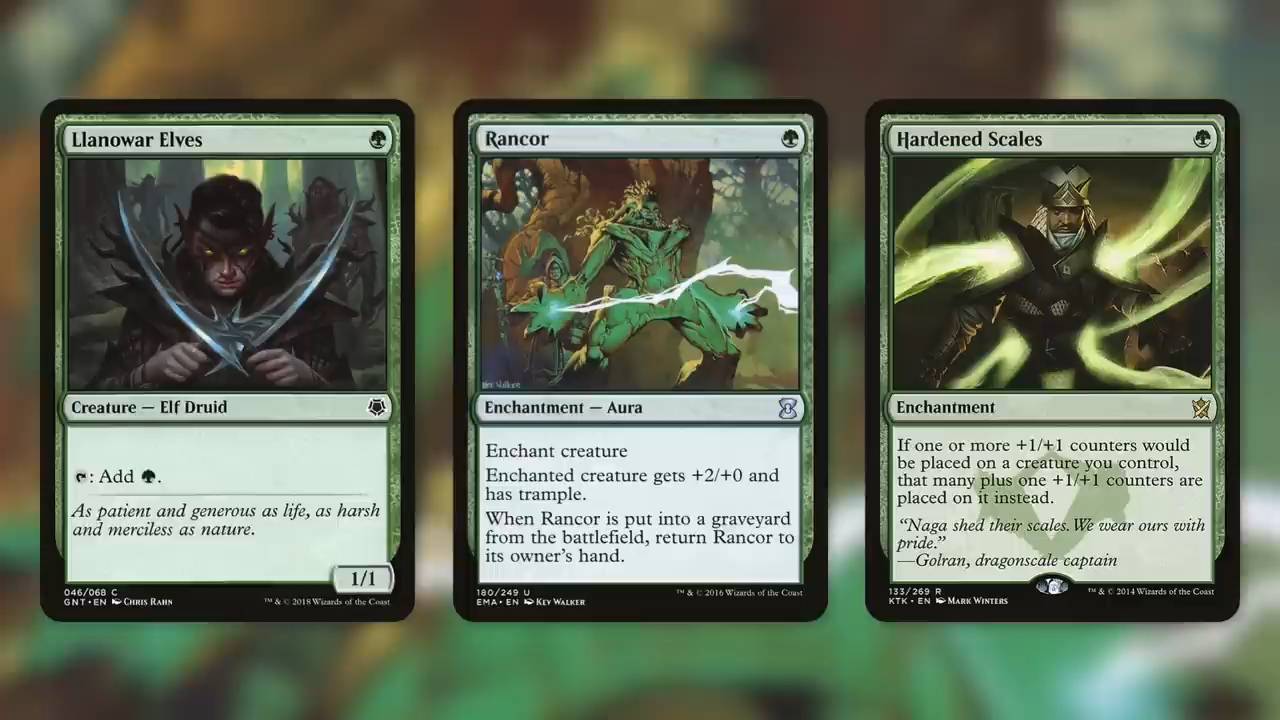 Llanowar Elves
Creature — Elf Druid
: Add .
As patient and generous as life, as harsh
and merciless as nature.
1/1
046/068 C
GNT • EN Chris Rahn
™ & © 2018 Wizards of the Coast
Rancor
Enchantment — Aura
Enchant creature
Enchanted creature gets +2/+0 and
has trample.
When Rancor is put into a graveyard
from the battlefield, return Rancor to
its owner's hand.
180/249 U
EMA • EN Kev Walker
™ & © 2016 Wizards of the Coast
Hardened Scales
Enchantment
If one or more +1/+1 counters would
be placed on a creature you control,
that many plus one +1/+1 counters are
placed on it instead.
“Naga shed their scales. We wear ours with
pride.”
—Golran, dragonscale captain
133/269 R
KTK • EN Mark Winters
™ & © 2014 Wizards of the Coast